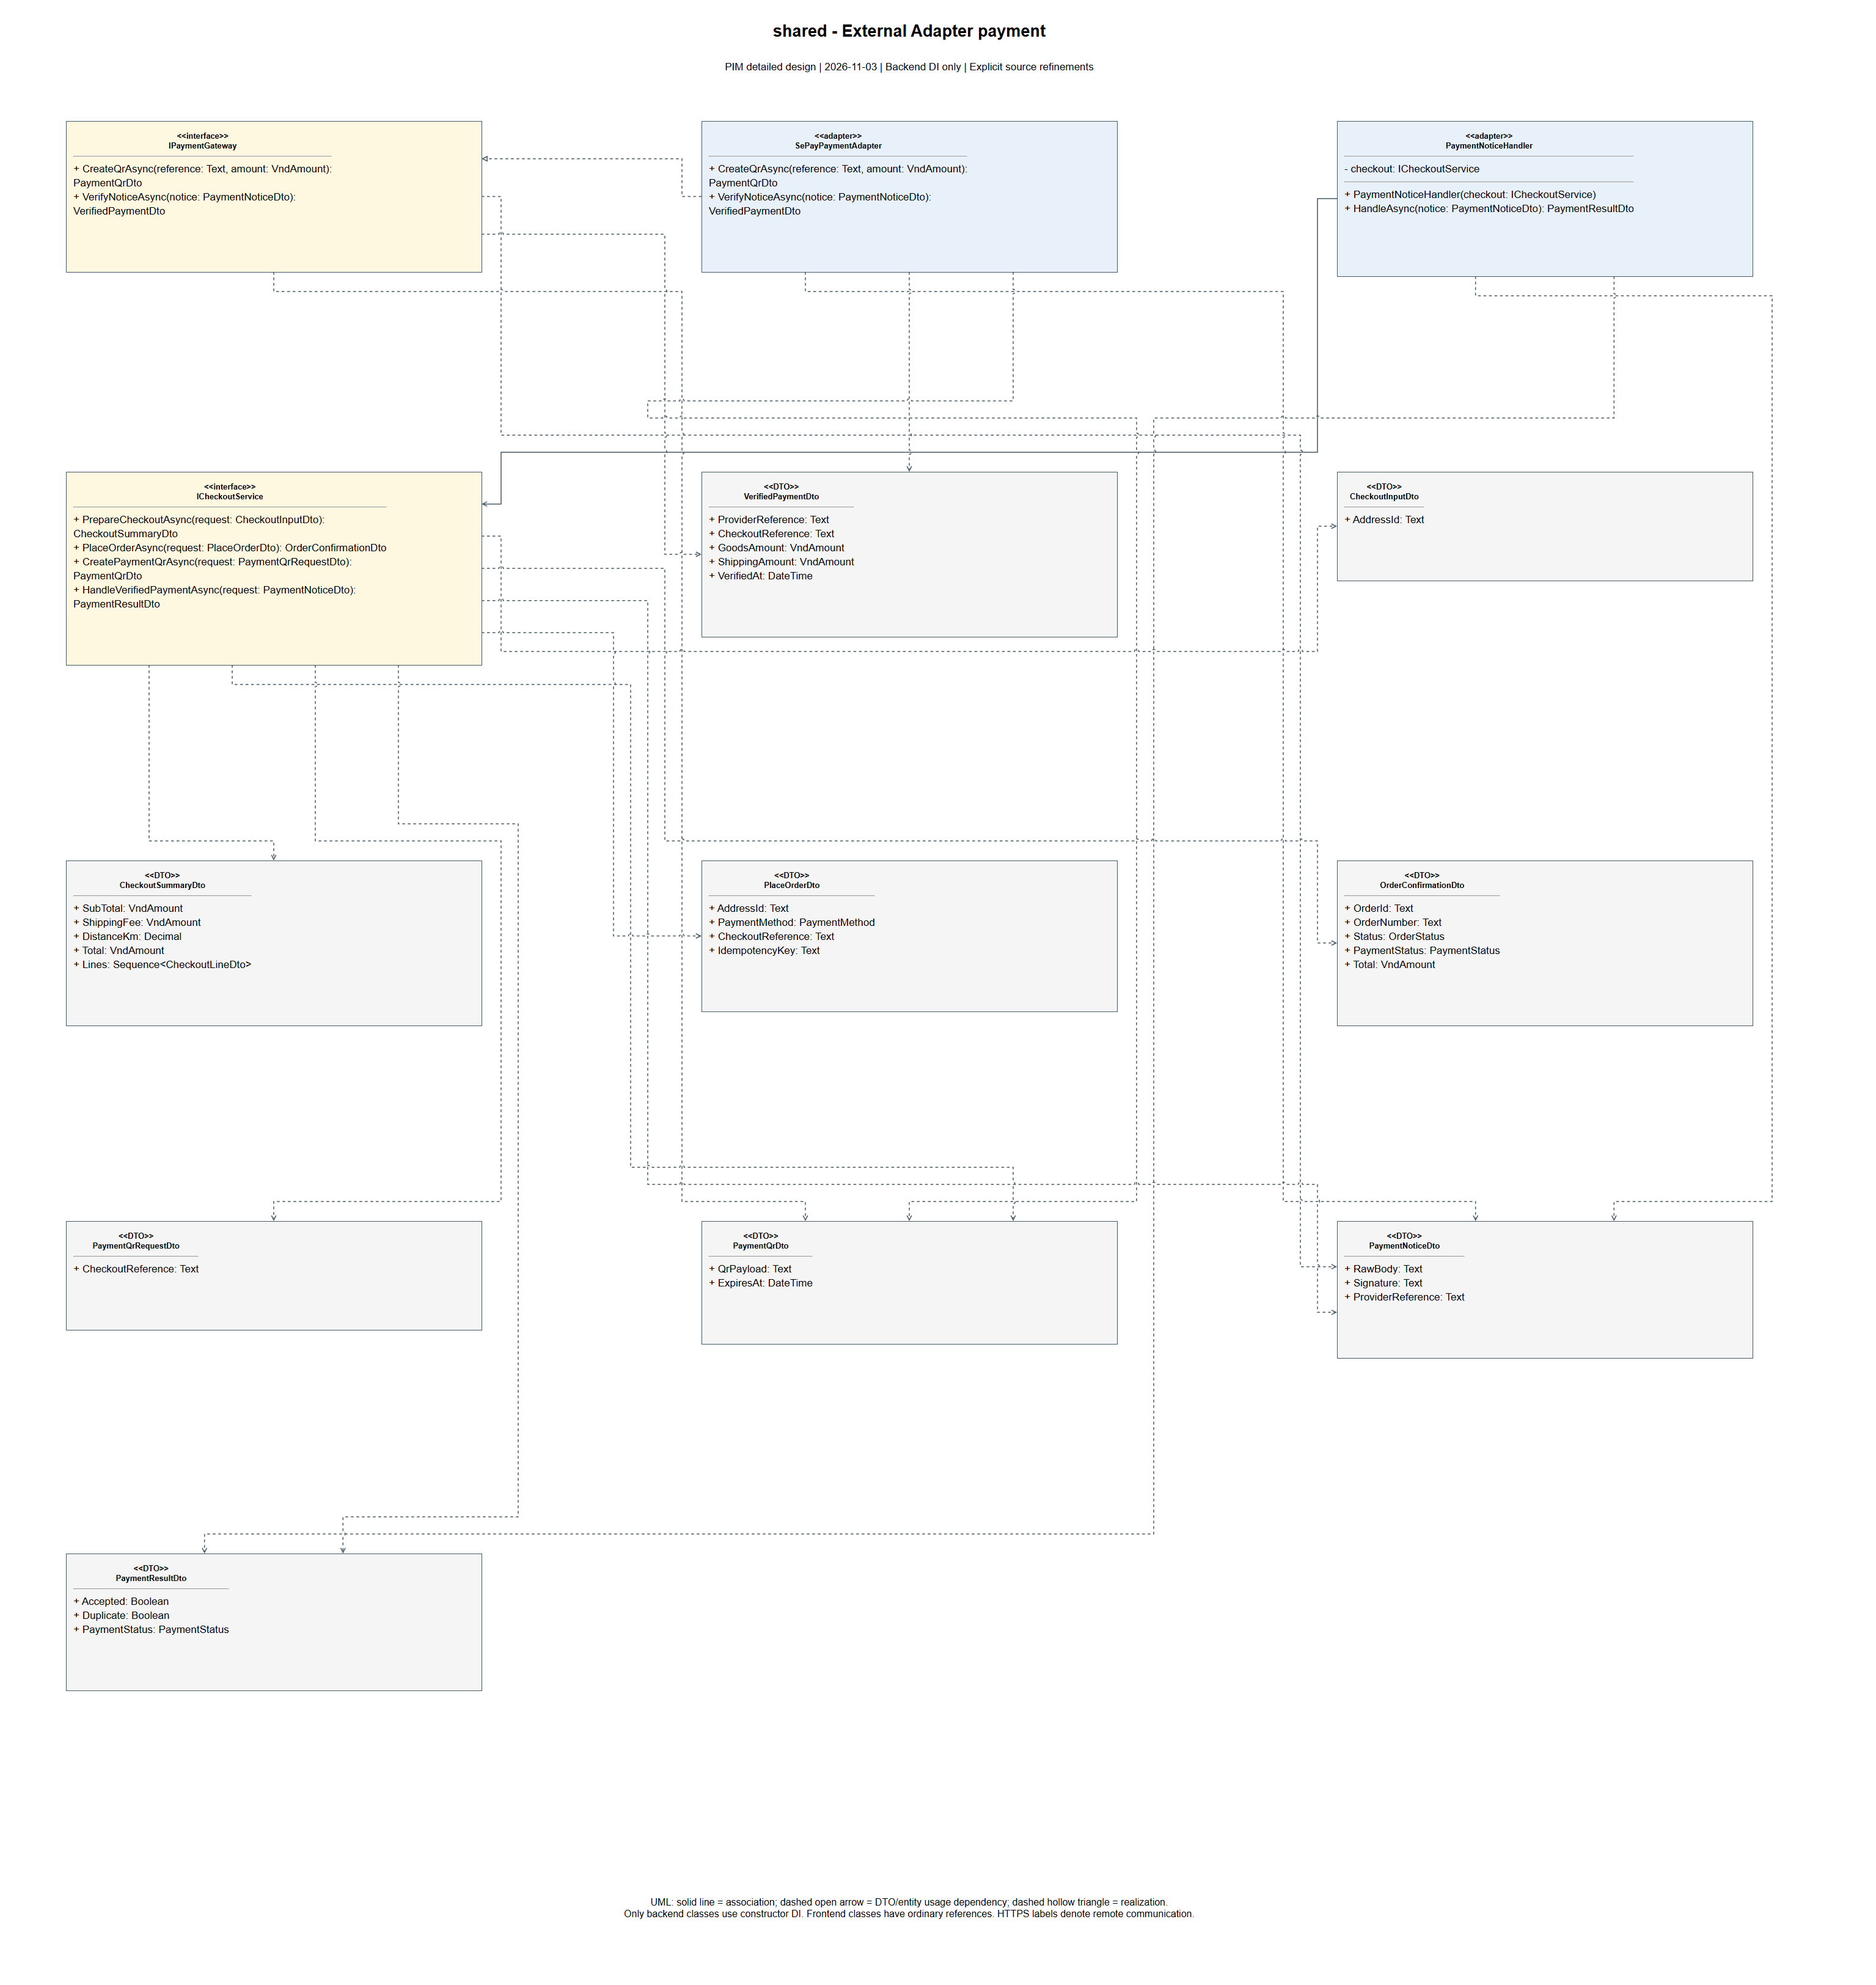 shared - External Adapter payment
PIM detailed design | 2026-11-03 | Backend DI only | Explicit source refinements
<<interface>>
IPaymentGateway
+ CreateQrAsync(reference: Text, amount: VndAmount):
PaymentQrDto
+ VerifyNoticeAsync(notice: PaymentNoticeDto):
VerifiedPaymentDto
<<adapter>>
SePayPaymentAdapter
+ CreateQrAsync(reference: Text, amount: VndAmount):
PaymentQrDto
+ VerifyNoticeAsync(notice: PaymentNoticeDto):
VerifiedPaymentDto
<<adapter>>
PaymentNoticeHandler
- checkout: ICheckoutService
+ PaymentNoticeHandler(checkout: ICheckoutService)
+ HandleAsync(notice: PaymentNoticeDto): PaymentResultDto
<<interface>>
ICheckoutService
+ PrepareCheckoutAsync(request: CheckoutInputDto):
CheckoutSummaryDto
+ PlaceOrderAsync(request: PlaceOrderDto): OrderConfirmationDto
+ CreatePaymentQrAsync(request: PaymentQrRequestDto):
PaymentQrDto
+ HandleVerifiedPaymentAsync(request: PaymentNoticeDto):
PaymentResultDto
<<DTO>>
VerifiedPaymentDto
+ ProviderReference: Text
+ CheckoutReference: Text
+ GoodsAmount: VndAmount
+ ShippingAmount: VndAmount
+ VerifiedAt: DateTime
<<DTO>>
CheckoutInputDto
+ AddressId: Text
<<DTO>>
CheckoutSummaryDto
+ SubTotal: VndAmount
+ ShippingFee: VndAmount
+ DistanceKm: Decimal
+ Total: VndAmount
+ Lines: Sequence<CheckoutLineDto>
<<DTO>>
PlaceOrderDto
+ AddressId: Text
+ PaymentMethod: PaymentMethod
+ CheckoutReference: Text
+ IdempotencyKey: Text
<<DTO>>
OrderConfirmationDto
+ OrderId: Text
+ OrderNumber: Text
+ Status: OrderStatus
+ PaymentStatus: PaymentStatus
+ Total: VndAmount
<<DTO>>
PaymentQrRequestDto
+ CheckoutReference: Text
<<DTO>>
PaymentQrDto
+ QrPayload: Text
+ ExpiresAt: DateTime
<<DTO>>
PaymentNoticeDto
+ RawBody: Text
+ Signature: Text
+ ProviderReference: Text
<<DTO>>
PaymentResultDto
+ Accepted: Boolean
+ Duplicate: Boolean
+ PaymentStatus: PaymentStatus
UML: solid line = association; dashed open arrow = DTO/entity usage dependency; dashed hollow triangle = realization.
Only backend classes use constructor DI. Frontend classes have ordinary references. HTTPS labels denote remote communication.